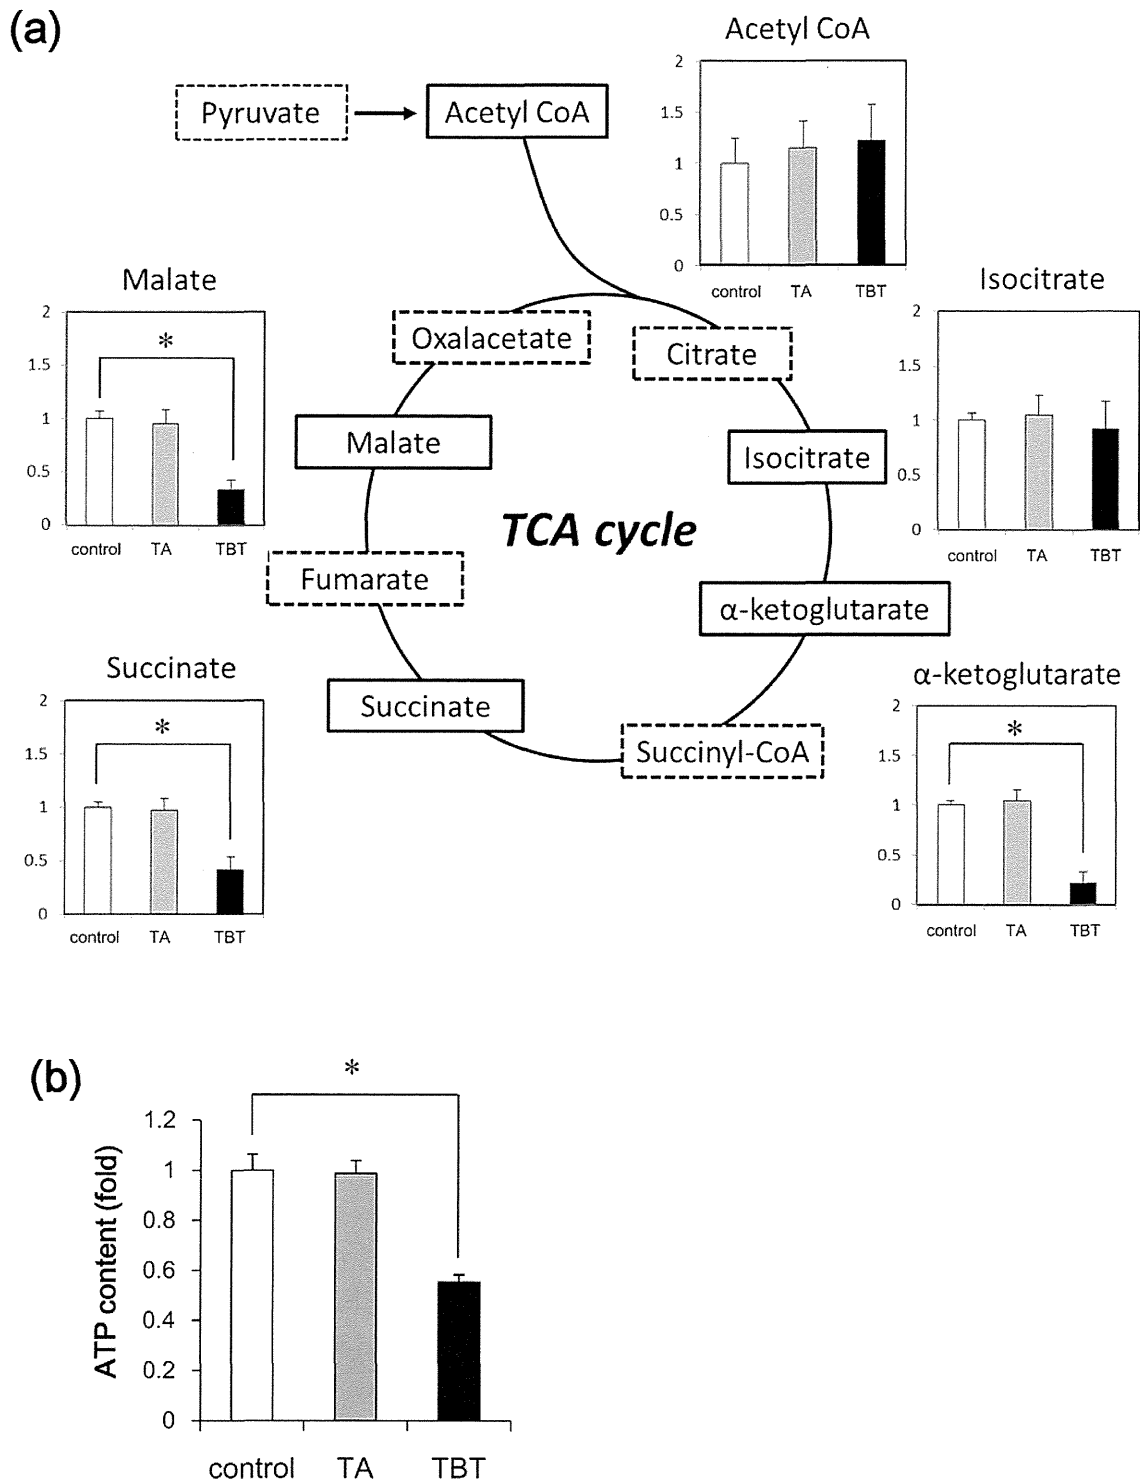 (a)
Acetyl CoA
2
1.5
1
0.5
0
control TA TBT
Pyruvate
Acetyl CoA
Malate
2
1.5
1
0.5
0
*
control TA TBT
Isocitrate
2
1.5
1
0.5
0
control TA TBT
Oxalacetate
Citrate
Malate
Isocitrate
TCA cycle
Fumarate
α-ketoglutarate
Succinate
Succinyl-CoA
Succinate
2
1.5
1
0.5
0
*
control TA TBT
α-ketoglutarate
2
1.5
1
0.5
0
*
control TA TBT
(b)
*
ATP content (fold)
1.2
1
0.8
0.6
0.4
0.2
0
control TA TBT